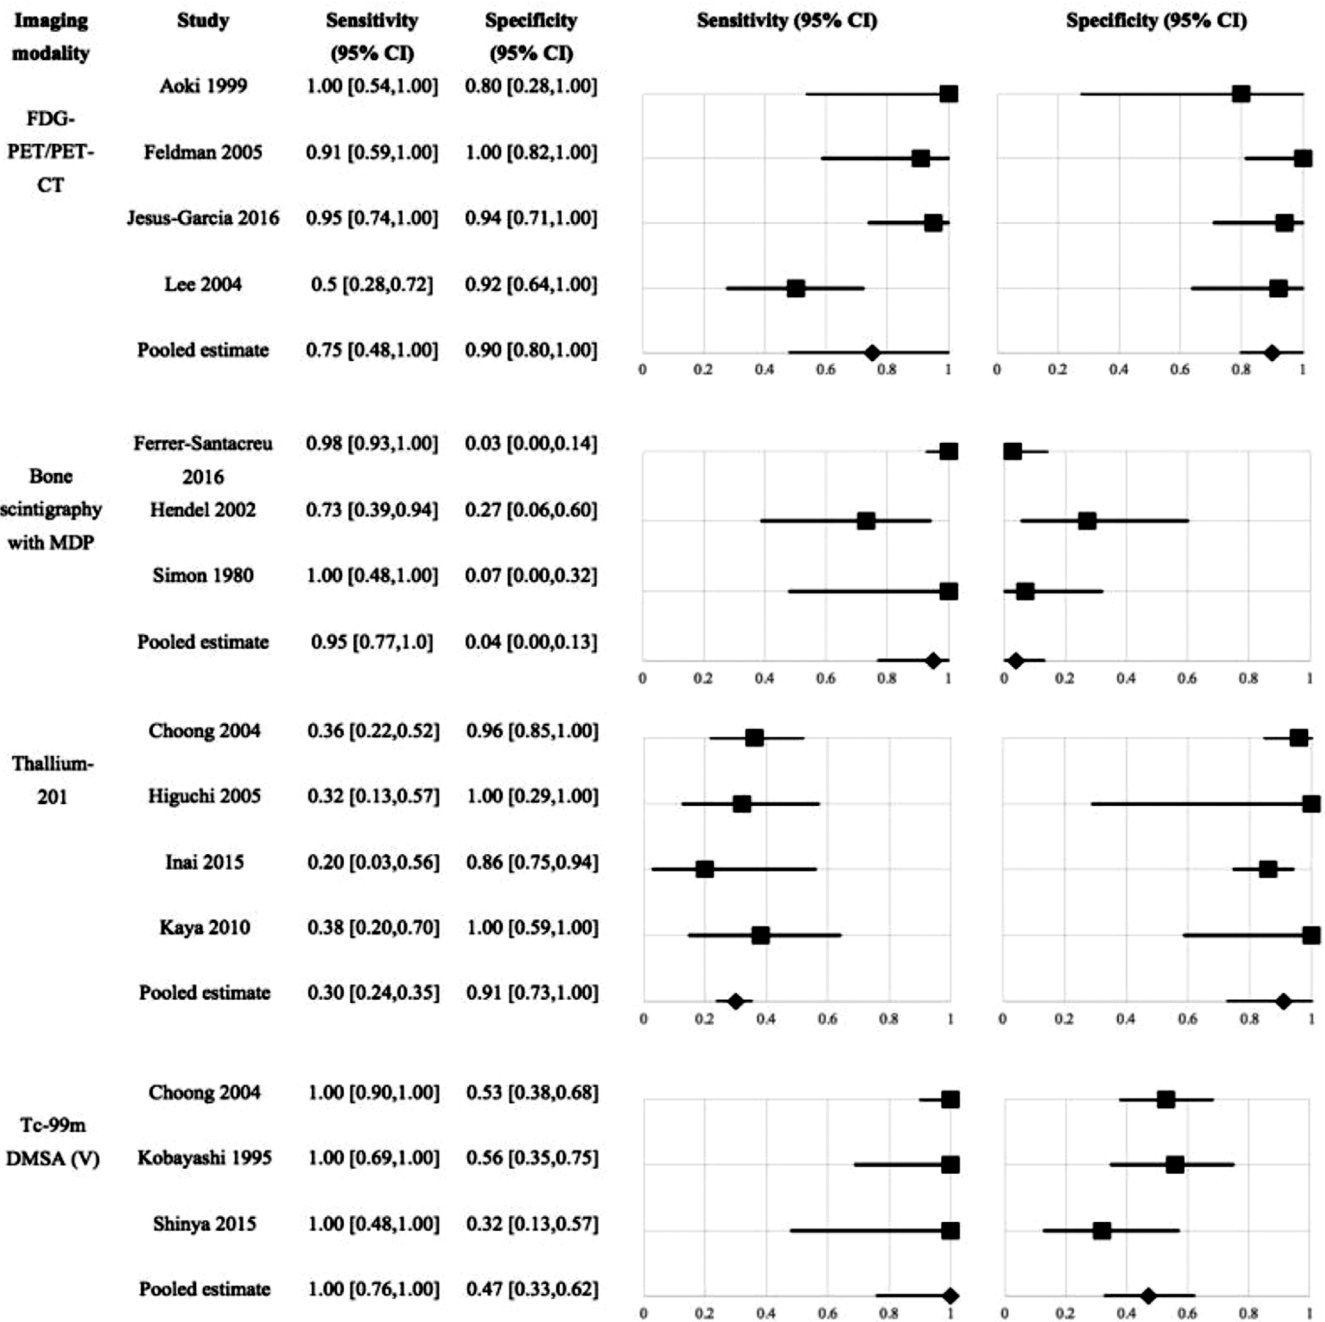 Imaging modality Study Sensitivity (95% CI) Specificity (95% CI) Sensitivity (95% CI) Specificity (95% CI)
Aoki 1999 1.00 [0.54,1.00] 0.80 [0.28,1.00]
FDG-
PET/PET-
CT
Feldman 2005 0.91 [0.59,1.00] 1.00 [0.82,1.00]
Jesus-Garcia 2016 0.95 [0.74,1.00] 0.94 [0.71,1.00]
Lee 2004 0.5 [0.28,0.72] 0.92 [0.64,1.00]
Pooled estimate 0.75 [0.48,1.00] 0.90 [0.80,1.00]
0 0.2 0.4 0.6 0.8 1 0 0.2 0.4 0.6 0.8 1
Ferrer-Santacreu 2016 0.98 [0.93,1.00] 0.03 [0.00,0.14]
Bone
scintigraphy
with MDP
Hendel 2002 0.73 [0.39,0.94] 0.27 [0.06,0.60]
Simon 1980 1.00 [0.48,1.00] 0.07 [0.00,0.32]
Pooled estimate 0.95 [0.77,1.0] 0.04 [0.00,0.13]
0 0.2 0.4 0.6 0.8 1 0 0.2 0.4 0.6 0.8 1
Choong 2004 0.36 [0.22,0.52] 0.96 [0.85,1.00]
Thallium-
201
Higuchi 2005 0.32 [0.13,0.57] 1.00 [0.29,1.00]
Inai 2015 0.20 [0.03,0.56] 0.86 [0.75,0.94]
Kaya 2010 0.38 [0.20,0.70] 1.00 [0.59,1.00]
Pooled estimate 0.30 [0.24,0.35] 0.91 [0.73,1.00]
0 0.2 0.4 0.6 0.8 1 0 0.2 0.4 0.6 0.8 1
Choong 2004 1.00 [0.90,1.00] 0.53 [0.38,0.68]
Tc-99m
DMSA (V)
Kobayashi 1995 1.00 [0.69,1.00] 0.56 [0.35,0.75]
Shinya 2015 1.00 [0.48,1.00] 0.32 [0.13,0.57]
Pooled estimate 1.00 [0.76,1.00] 0.47 [0.33,0.62]
0 0.2 0.4 0.6 0.8 1 0 0.2 0.4 0.6 0.8 1